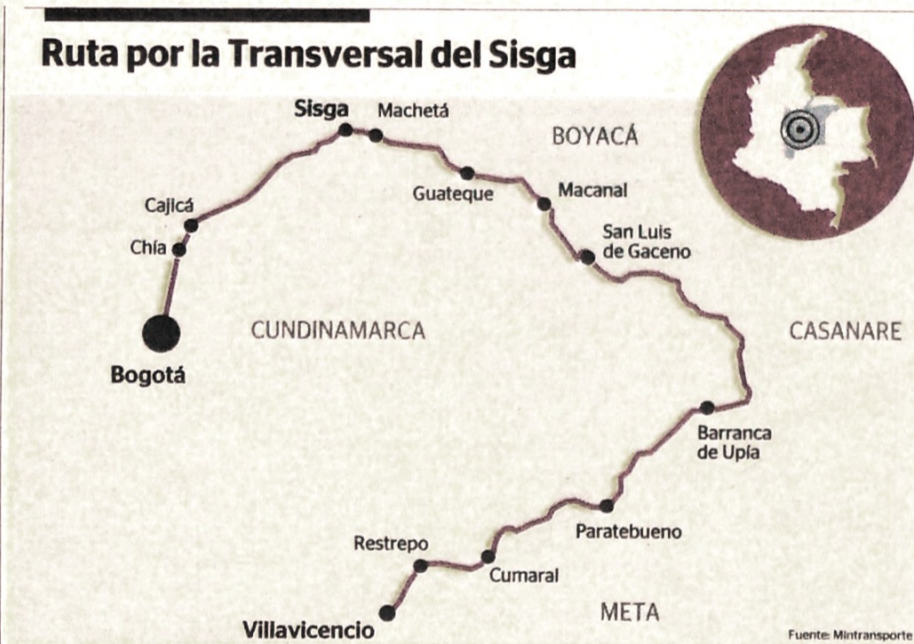 Ruta por la Transversal del Sisga
Sisga
Machetá
BOYACÁ
Guateque
Macanal
Cajicá
Chía
San Luis
de Gaceno
CUNDINAMARCA
CASANARE
Bogotá
Barranca
de Upía
Paratebueno
Restrepo
Cumaral
META
Villavicencio
Fuente: Mintransporte